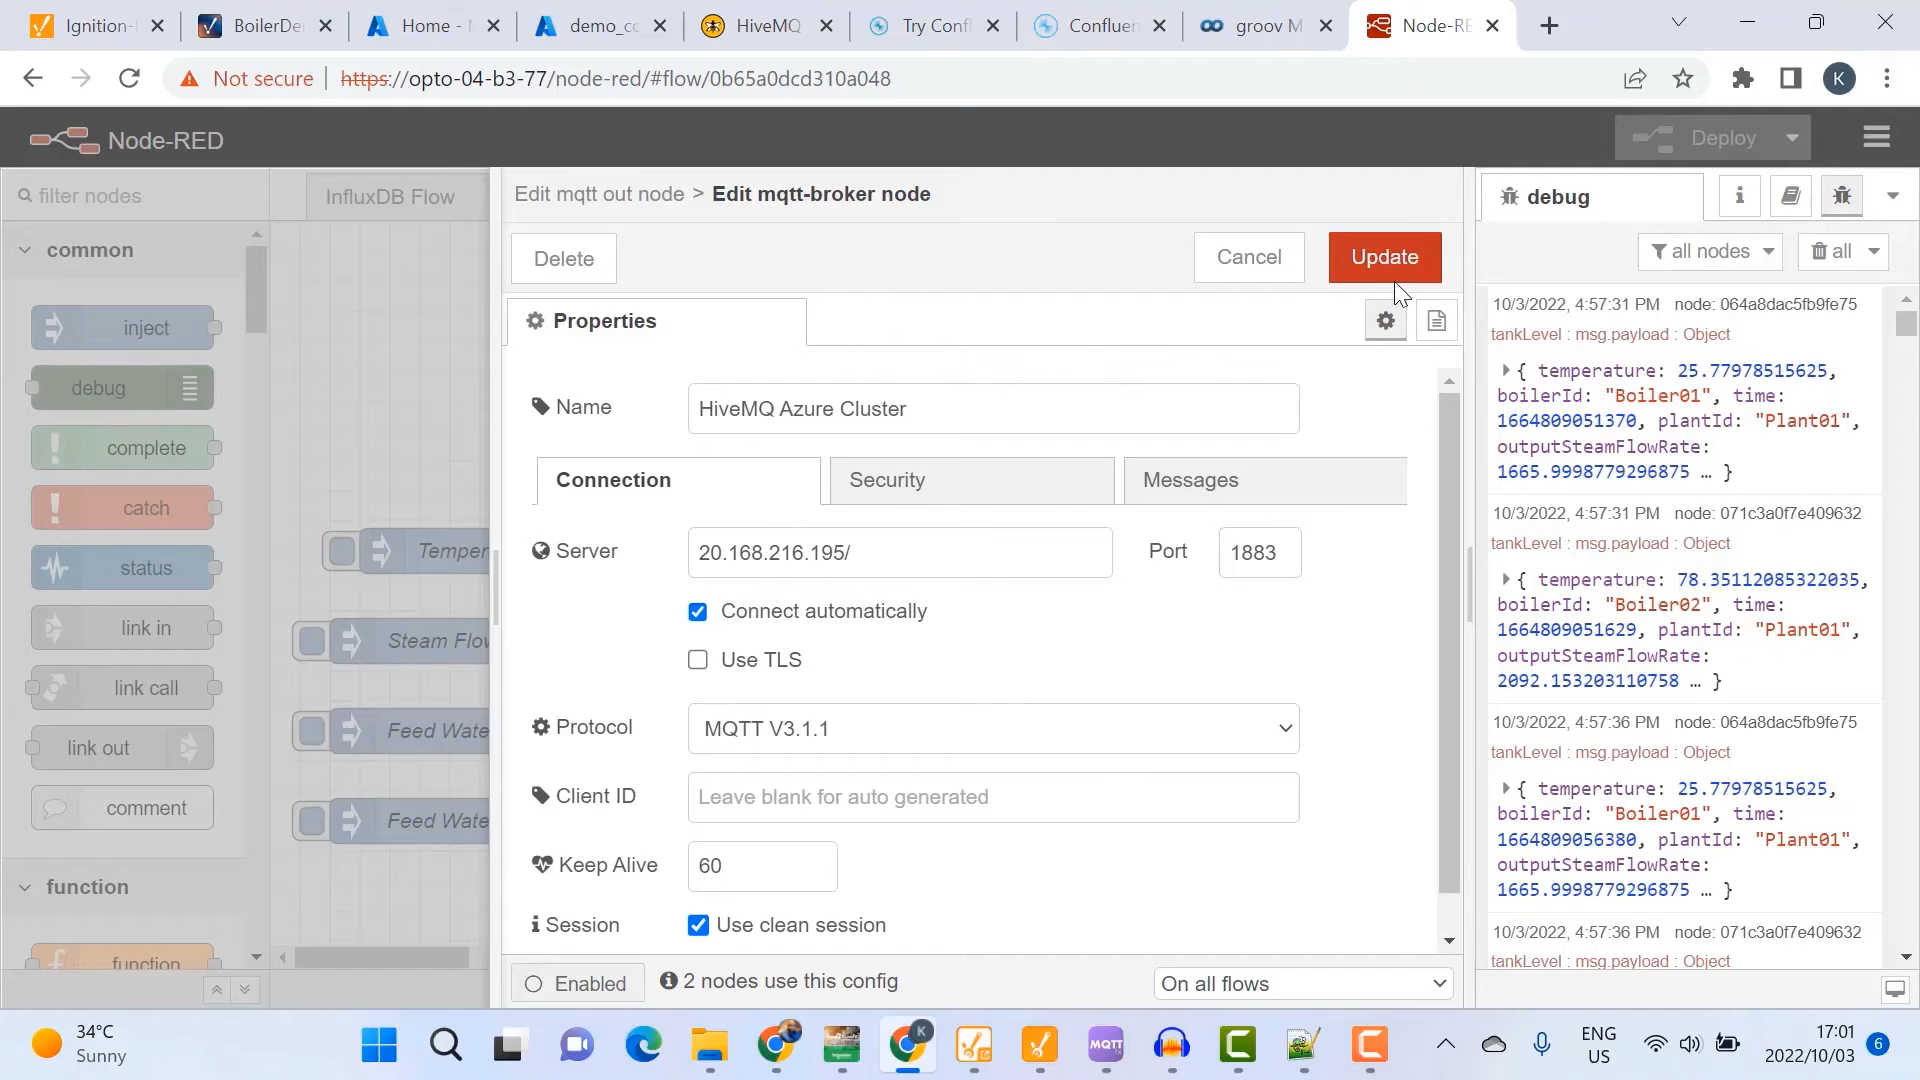 Ignition-
BoilerDe
Home - 
demo_cc
HiveMQ
Try Confl
Confluen
groov M
Node-RE
Not secure
https://opto-04-b3-77/node-red/#flow/0b65a0dcd310a048
K
Node-RED
Deploy
filter nodes
InfluxDB Flow
Edit mqtt out node > Edit mqtt-broker node
debug
common
Delete
Cancel
Update
all nodes
all
inject
debug
complete
catch
status
link in
link call
link out
comment
function
function
Temper
Steam Flov
Feed Wate
Feed Wate
Properties
Name
HiveMQ Azure Cluster
Connection
Security
Messages
Server
20.168.216.195/
Port
1883
Connect automatically
Use TLS
Protocol
MQTT V3.1.1
Client ID
Leave blank for auto generated
Keep Alive
60
Session
Use clean session
Enabled
2 nodes use this config
On all flows
10/3/2022, 4:57:31 PM node: 064a8dac5fb9fe75
tankLevel : msg.payload : Object
{ temperature: 25.77978515625,
boilerId: "Boiler01", time:
1664809051370, plantId: "Plant01",
outputSteamFlowRate:
1665.9998779296875 … }
10/3/2022, 4:57:31 PM node: 071c3a0f7e409632
tankLevel : msg.payload : Object
{ temperature: 78.35112085322035,
boilerId: "Boiler02", time:
1664809051629, plantId: "Plant01",
outputSteamFlowRate:
2092.153203110758 … }
10/3/2022, 4:57:36 PM node: 064a8dac5fb9fe75
tankLevel : msg.payload : Object
{ temperature: 25.77978515625,
boilerId: "Boiler01", time:
1664809056380, plantId: "Plant01",
outputSteamFlowRate:
1665.9998779296875 … }
10/3/2022, 4:57:36 PM node: 071c3a0f7e409632
tankLevel : msg.payload : Object
34°C
Sunny
K
MQTT
ENG
US
17:01
2022/10/03
6